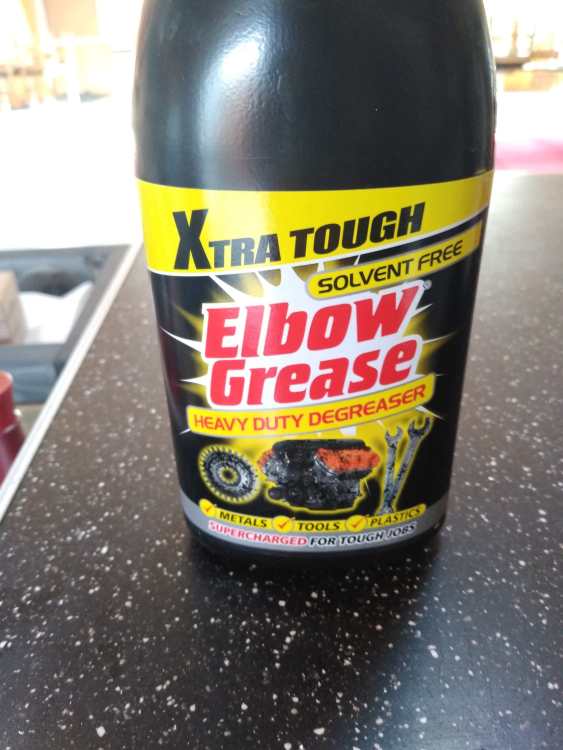 XTRA TOUGH
SOLVENT FREE
Elbow
Grease®
HEAVY DUTY DEGREASER
METALS TOOLS PLASTICS
SUPERCHARGED FOR TOUGH JOBS